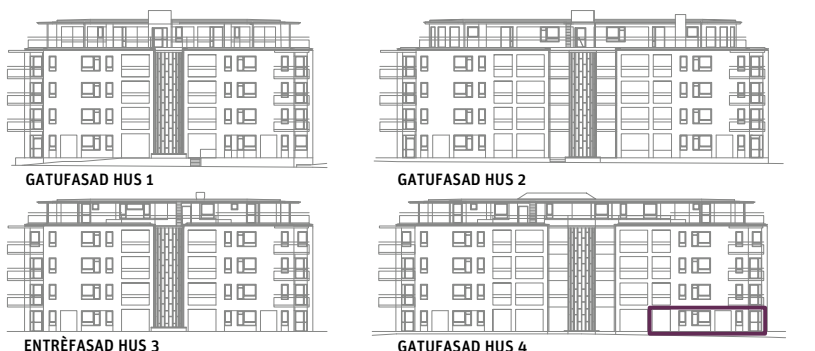 GATUFASAD HUS 1
GATUFASAD HUS 2
ENTRÈFASAD HUS 3
GATUFASAD HUS 4